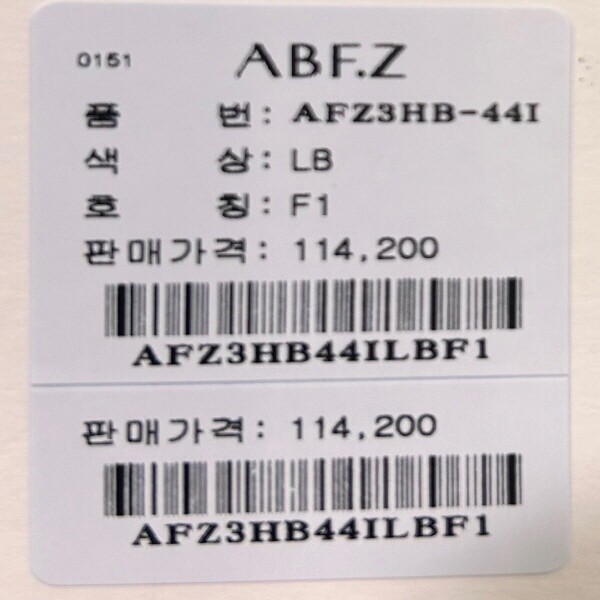 0151 ABF.Z
품 번: AFZ3HB-44I
색 상: LB
호 칭: F1
판매가격: 114,200
AFZ3HB44ILBF1
판매가격: 114,200
AFZ3HB44ILBF1